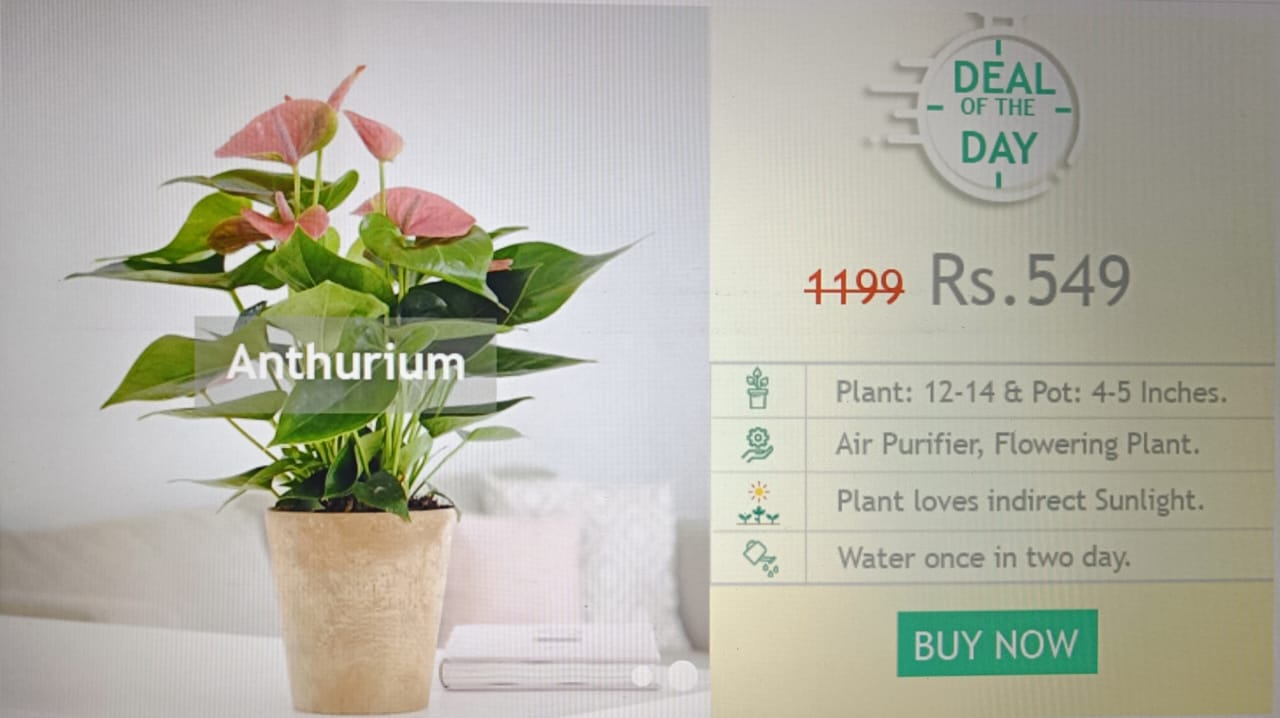 Anthurium
DEAL
OF THE
DAY
1199 Rs.549
Plant: 12-14 & Pot: 4-5 Inches.
Air Purifier, Flowering Plant.
Plant loves indirect Sunlight.
Water once in two day.
BUY NOW